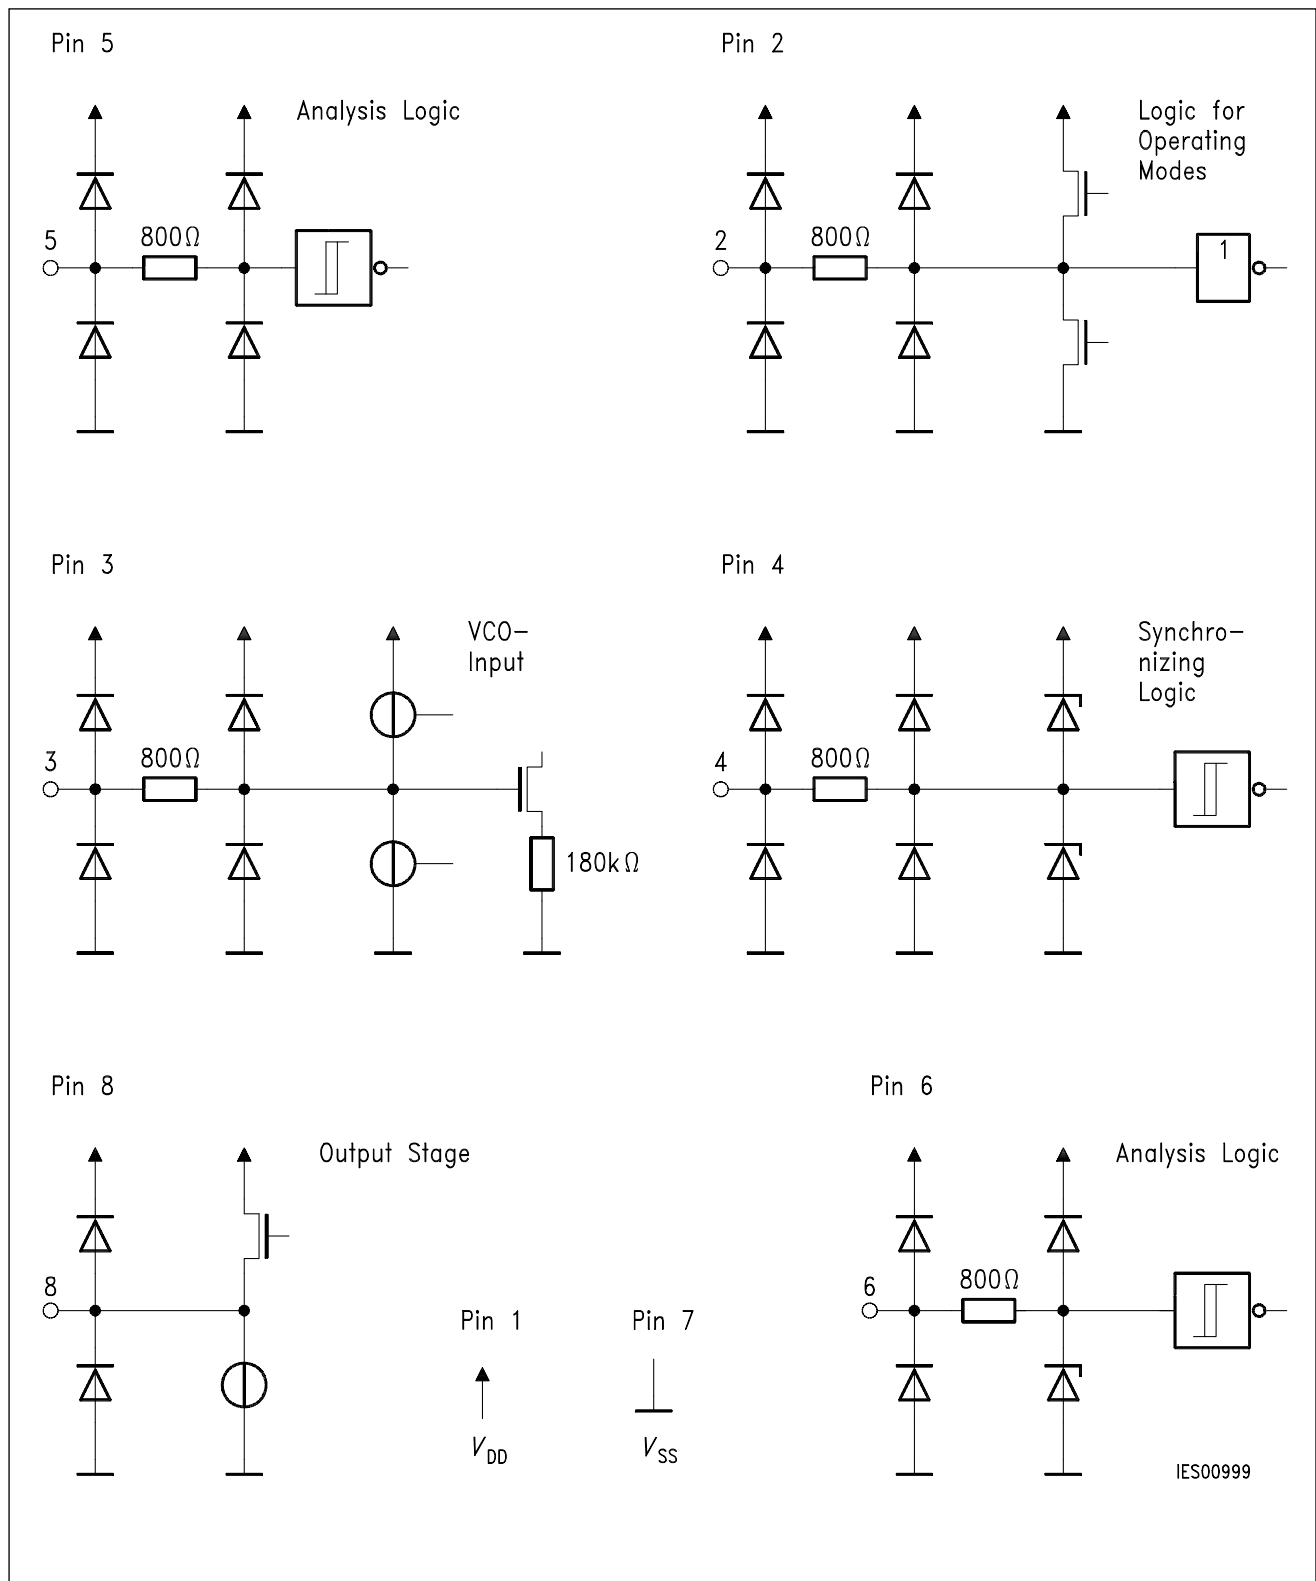 Pin 5
Analysis Logic
5
800Ω
Pin 2
Logic for
Operating
Modes
2
800Ω
1
Pin 3
VCO-
Input
3
800Ω
180kΩ
Pin 4
Synchro-
nizing
Logic
4
800Ω
Pin 8
Output Stage
8
Pin 1
VDD
Pin 7
VSS
Pin 6
Analysis Logic
6
800Ω
IES00999